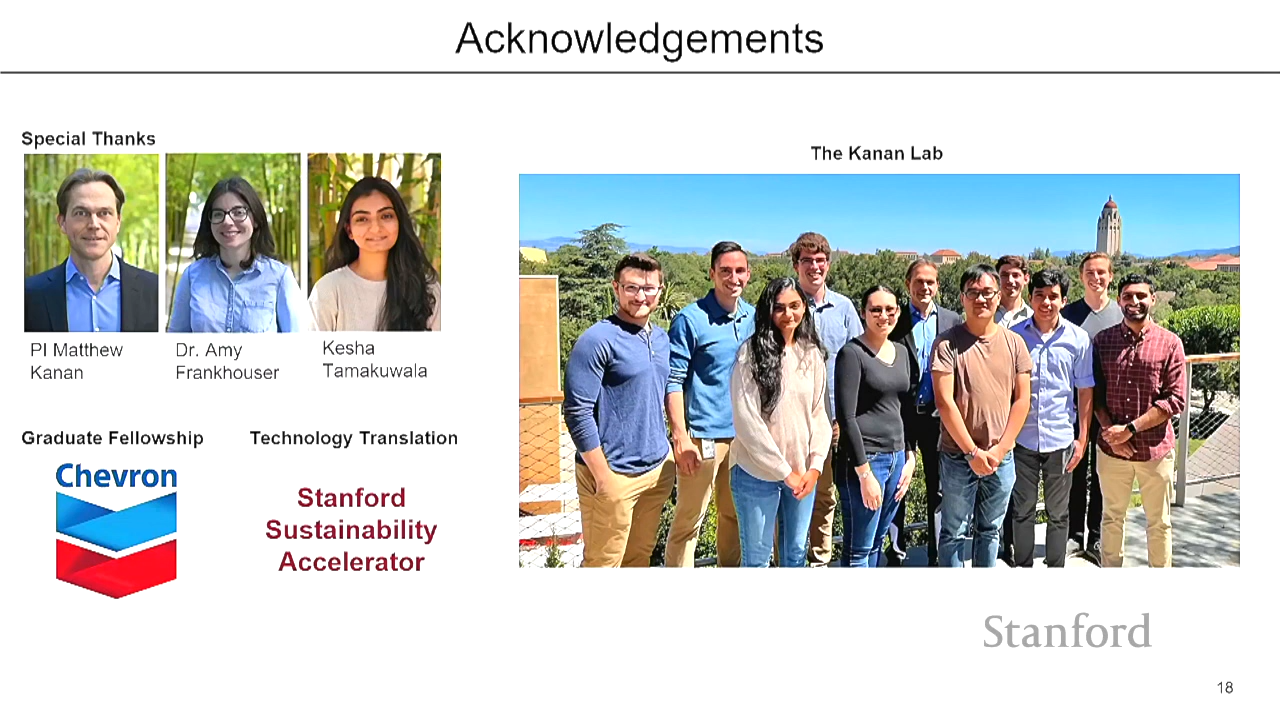 Acknowledgements
Special Thanks
PI Matthew
Kanan
Dr. Amy
Frankhouser
Kesha
Tamakuwala
Graduate Fellowship
Chevron
Technology Translation
Stanford
Sustainability
Accelerator
The Kanan Lab
Stanford
18